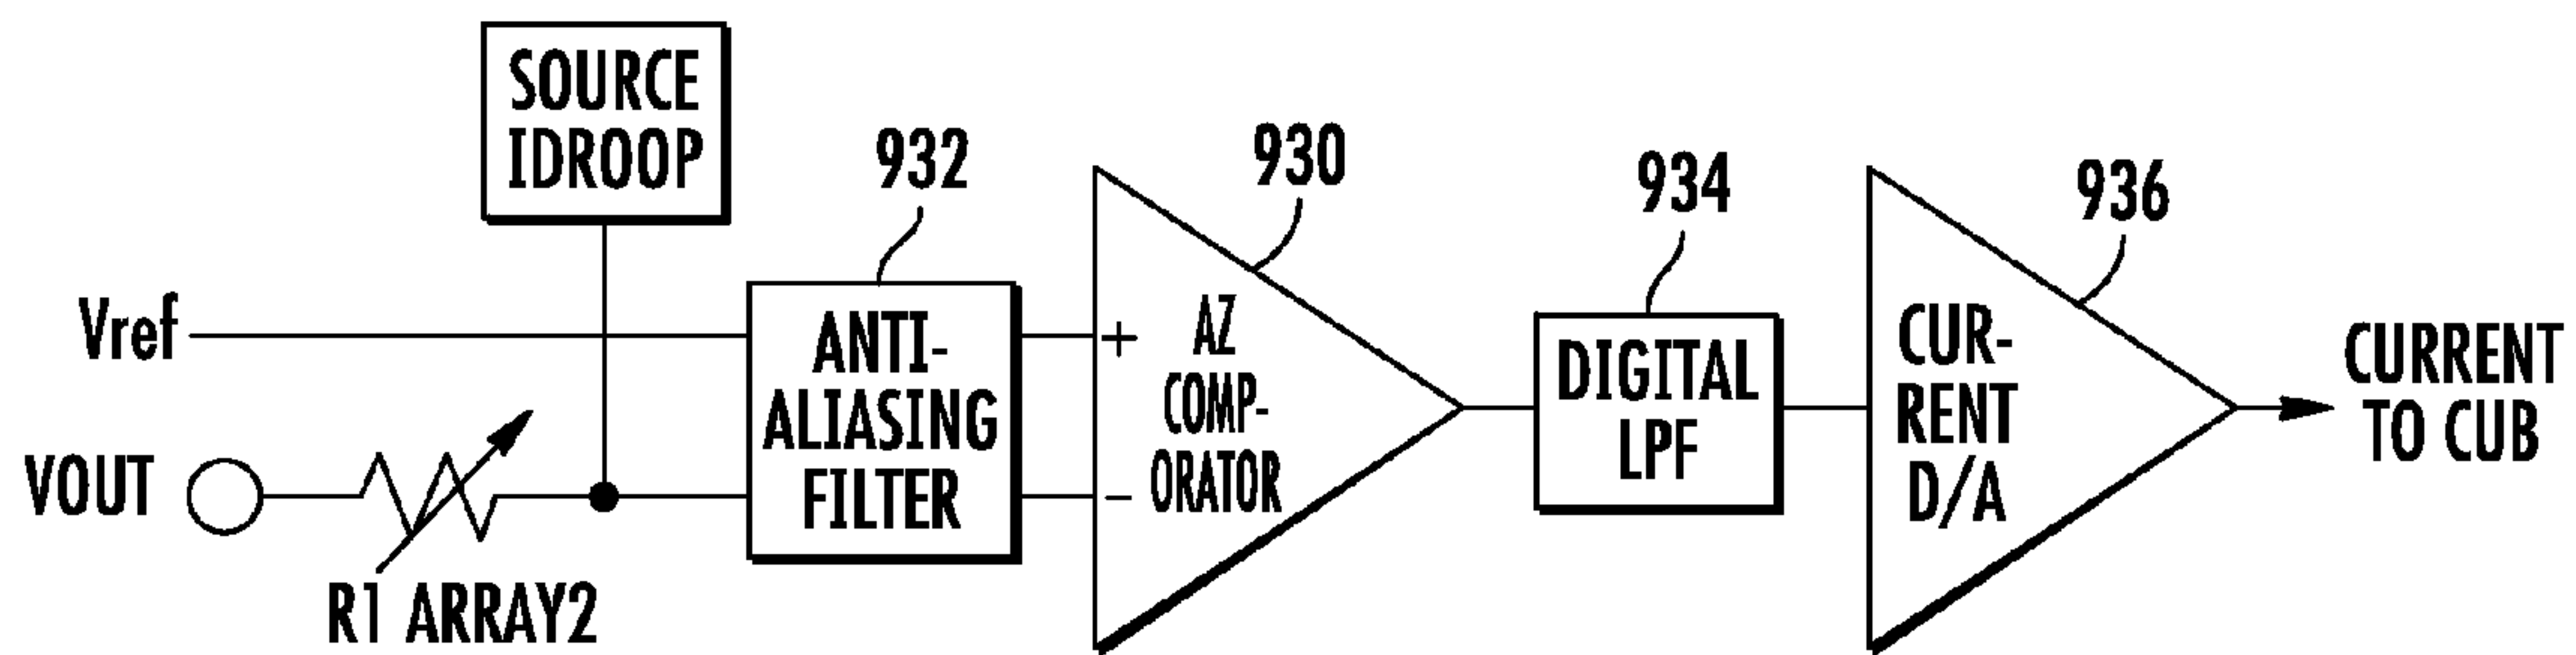 SOURCE
IDROOP
932
930
934
936
Vref
ANTI-
ALIASING
FILTER
+
-
AZ
COMP-
ORATOR
DIGITAL
LPF
CUR-
RENT
D/A
CURRENT
TO CUB
VOUT
R1 ARRAY2